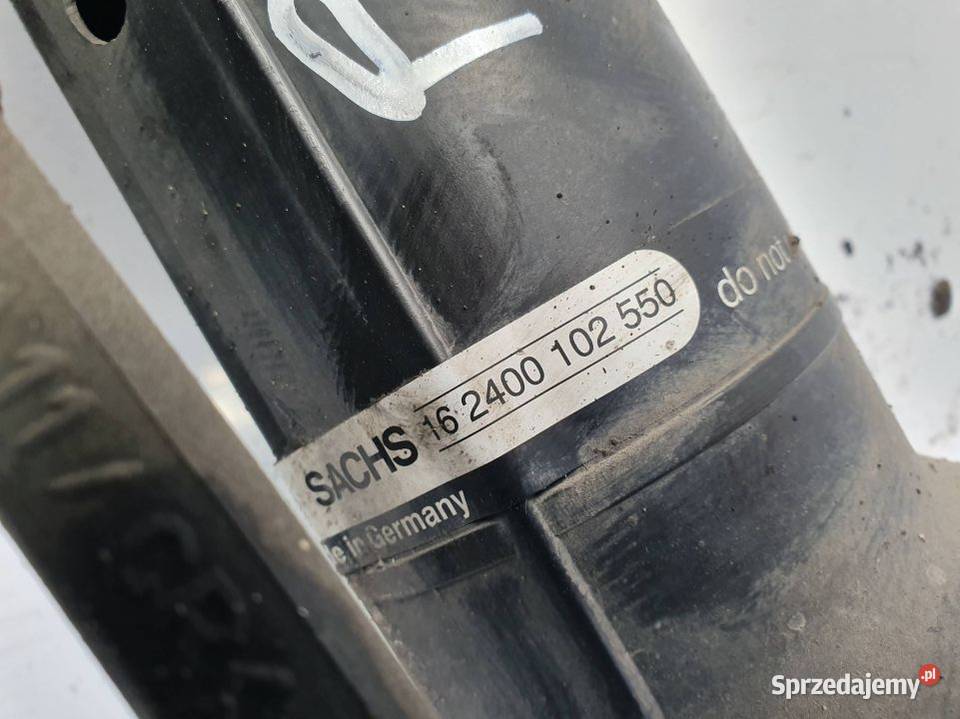 do not
SACHS 16 2400 102 550
in Germany
Sprzedajemy.pl